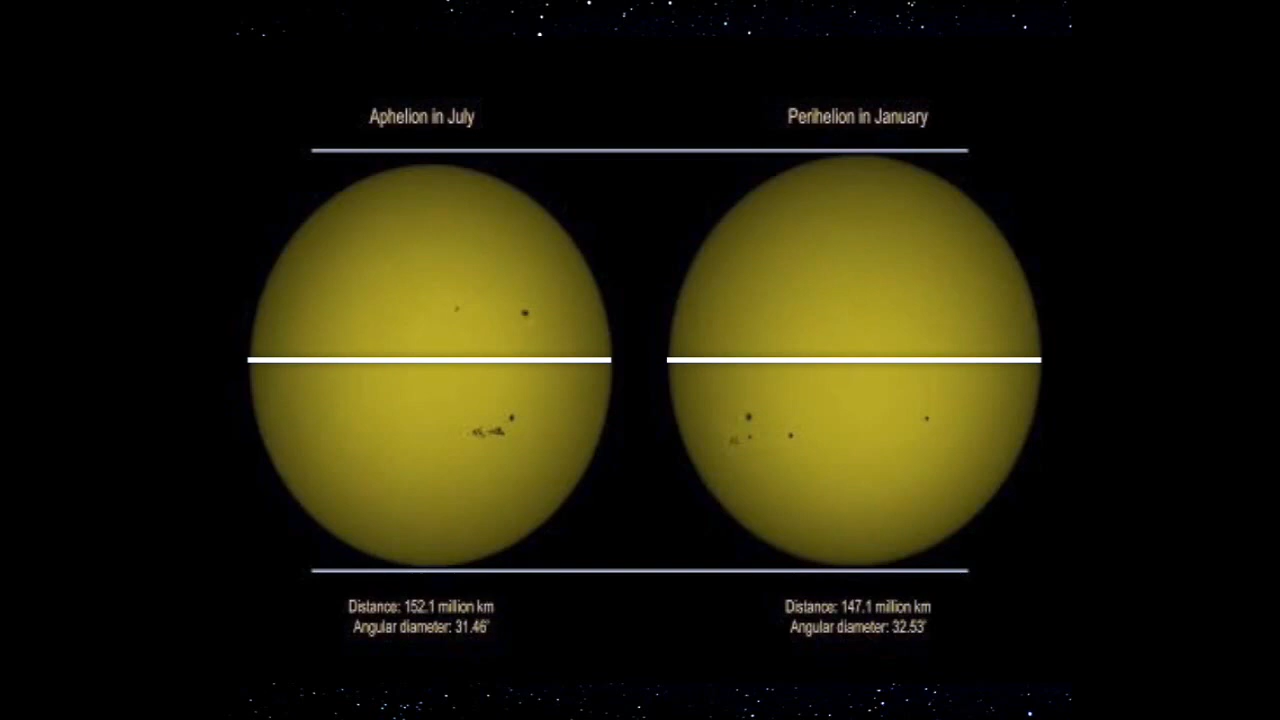 Aphelion in July
Perihelion in January
Distance: 152.1 million km
Angular diameter: 31.46'
Distance: 147.1 million km
Angular diameter: 32.53'